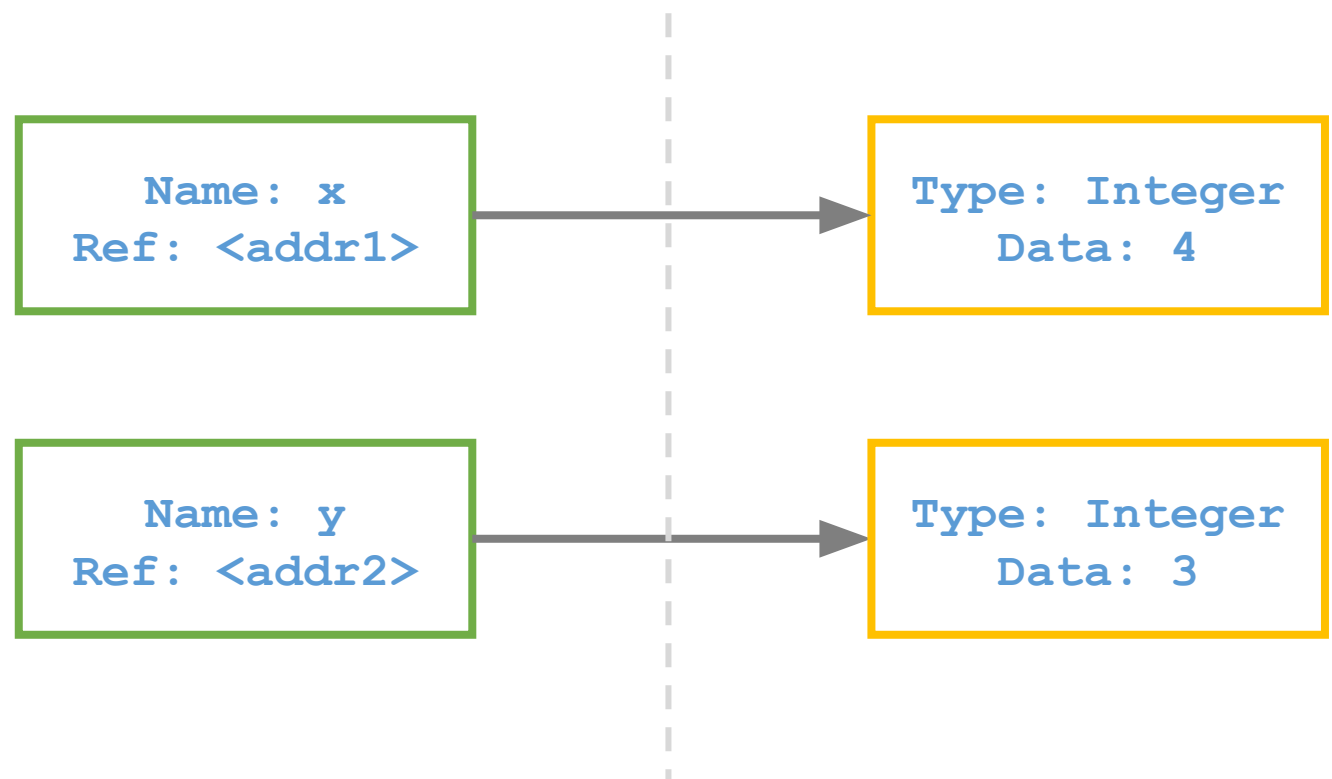 Name: x
Ref: <addr1>
Type: Integer
Data: 4
Name: y
Ref: <addr2>
Type: Integer
Data: 3